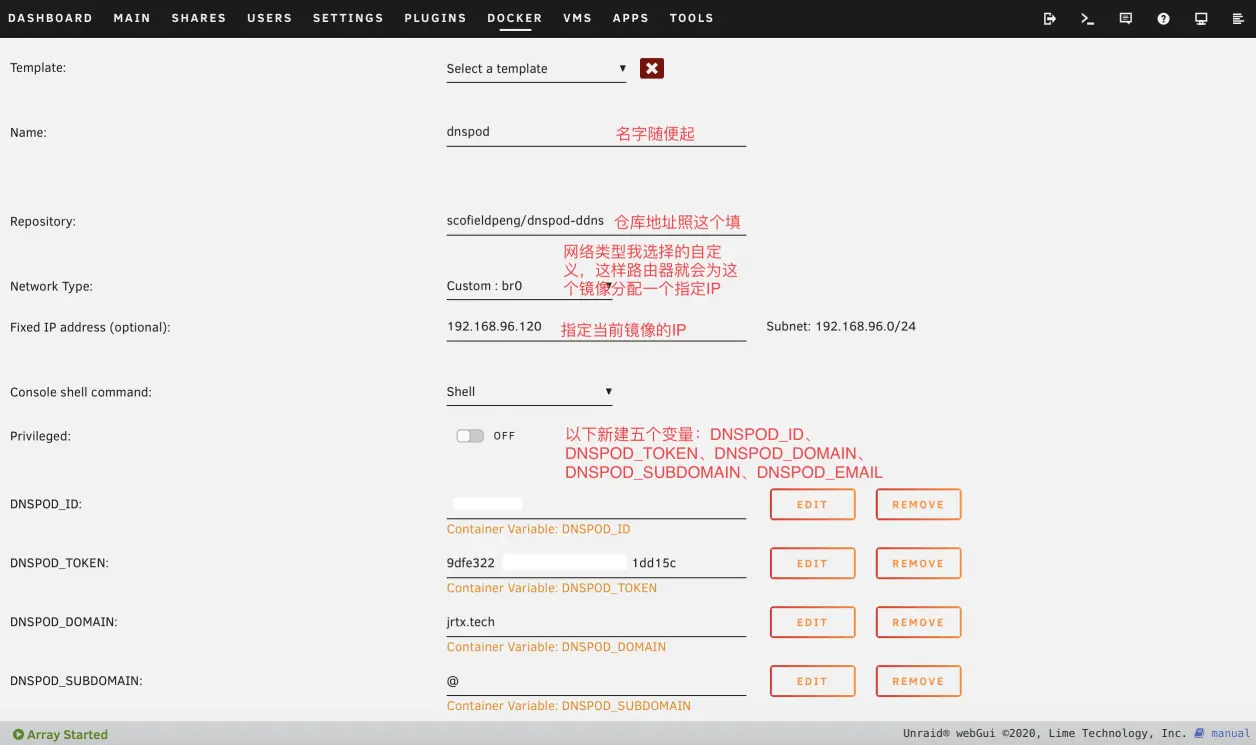 DASHBOARD MAIN SHARES USERS SETTINGS PLUGINS DOCKER VMS APPS TOOLS
Template: Select a template
Name: dnspod 名字随便起
Repository: scofieldpeng/dnspod-ddns 仓库地址照这个填
网络类型我选择的自定
义，这样路由器就会为这
个镜像分配一个指定IP
Network Type: Custom : br0
Fixed IP address (optional): 192.168.96.120 指定当前镜像的IP Subnet: 192.168.96.0/24
Console shell command: Shell
Privileged: OFF
以下新建五个变量：DNSPOD_ID、
DNSPOD_TOKEN、DNSPOD_DOMAIN、
DNSPOD_SUBDOMAIN、DNSPOD_EMAIL
DNSPOD_ID: EDIT REMOVE
Container Variable: DNSPOD_ID
DNSPOD_TOKEN: 9dfe322 1dd15c EDIT REMOVE
Container Variable: DNSPOD_TOKEN
DNSPOD_DOMAIN: jrtx.tech EDIT REMOVE
Container Variable: DNSPOD_DOMAIN
DNSPOD_SUBDOMAIN: @ EDIT REMOVE
Container Variable: DNSPOD_SUBDOMAIN
Array Started Unraid® webGui ©2020, Lime Technology, Inc. manual